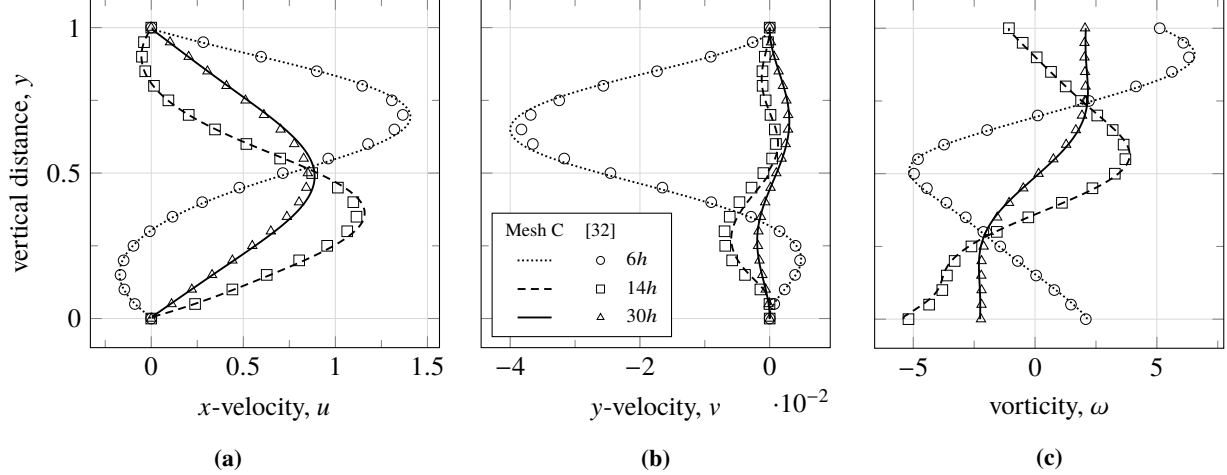 vertical distance, y
1
0.5
0
0 0.5 1 1.5
x-velocity, u
(a)
Mesh C [32]
6h
14h
30h
−4 −2 0
·10−2
y-velocity, v
(b)
−5 0 5
vorticity, ω
(c)